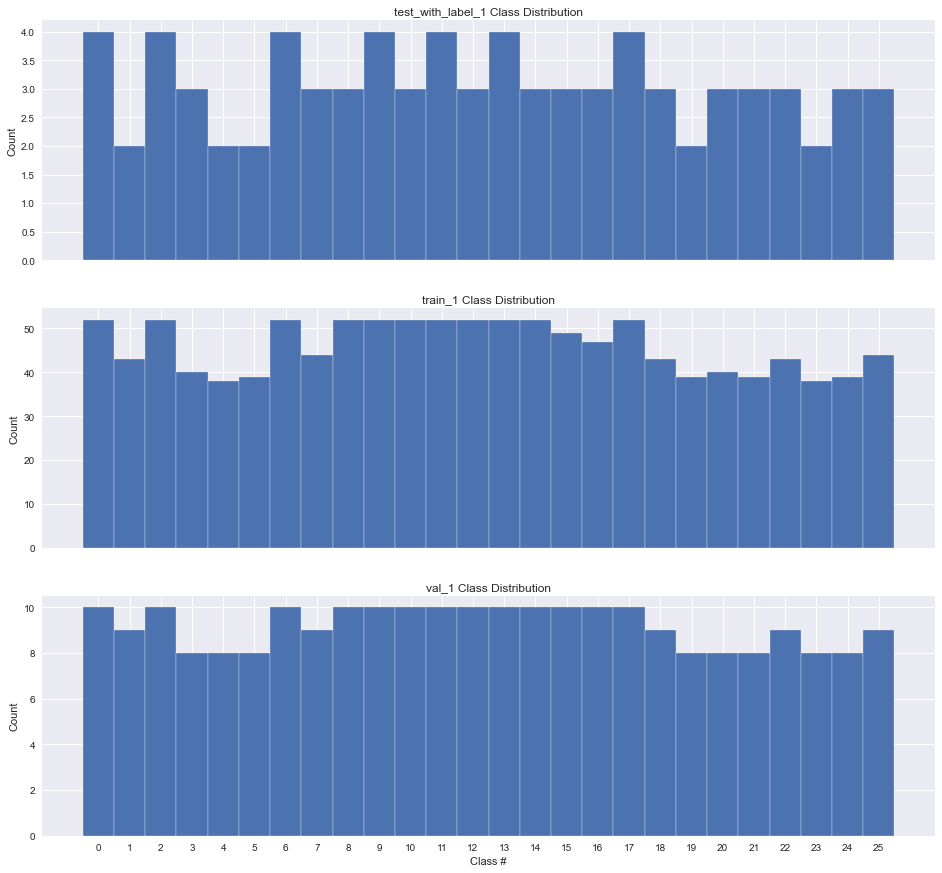 test_with_label_1 Class Distribution
4.0
3.5
3.0
2.5
2.0
1.5
1.0
0.5
0.0
Count
train_1 Class Distribution
50
40
30
20
10
0
Count
val_1 Class Distribution
10
8
6
4
2
0
Count
0 1 2 3 4 5 6 7 8 9 10 11 12 13 14 15 16 17 18 19 20 21 22 23 24 25
Class #